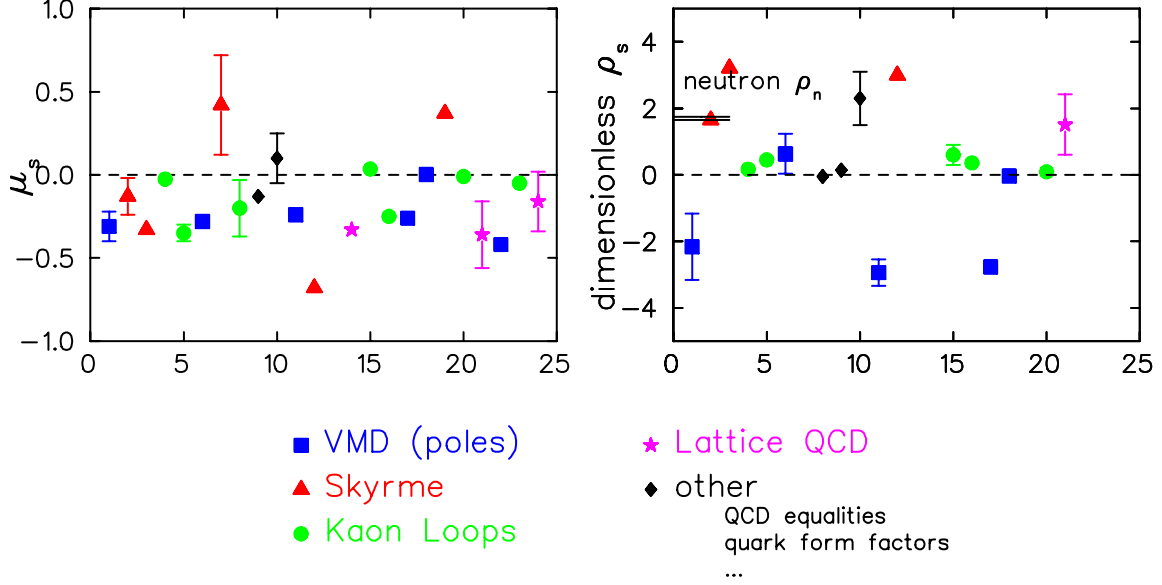 1.0
0.5
0.0
−0.5
−1.0
μs
0 5 10 15 20 25
4
2
0
−2
−4
dimensionless ρs
neutron ρn
0 5 10 15 20 25
VMD (poles)
Skyrme
Kaon Loops
Lattice QCD
other
QCD equalities
quark form factors
...